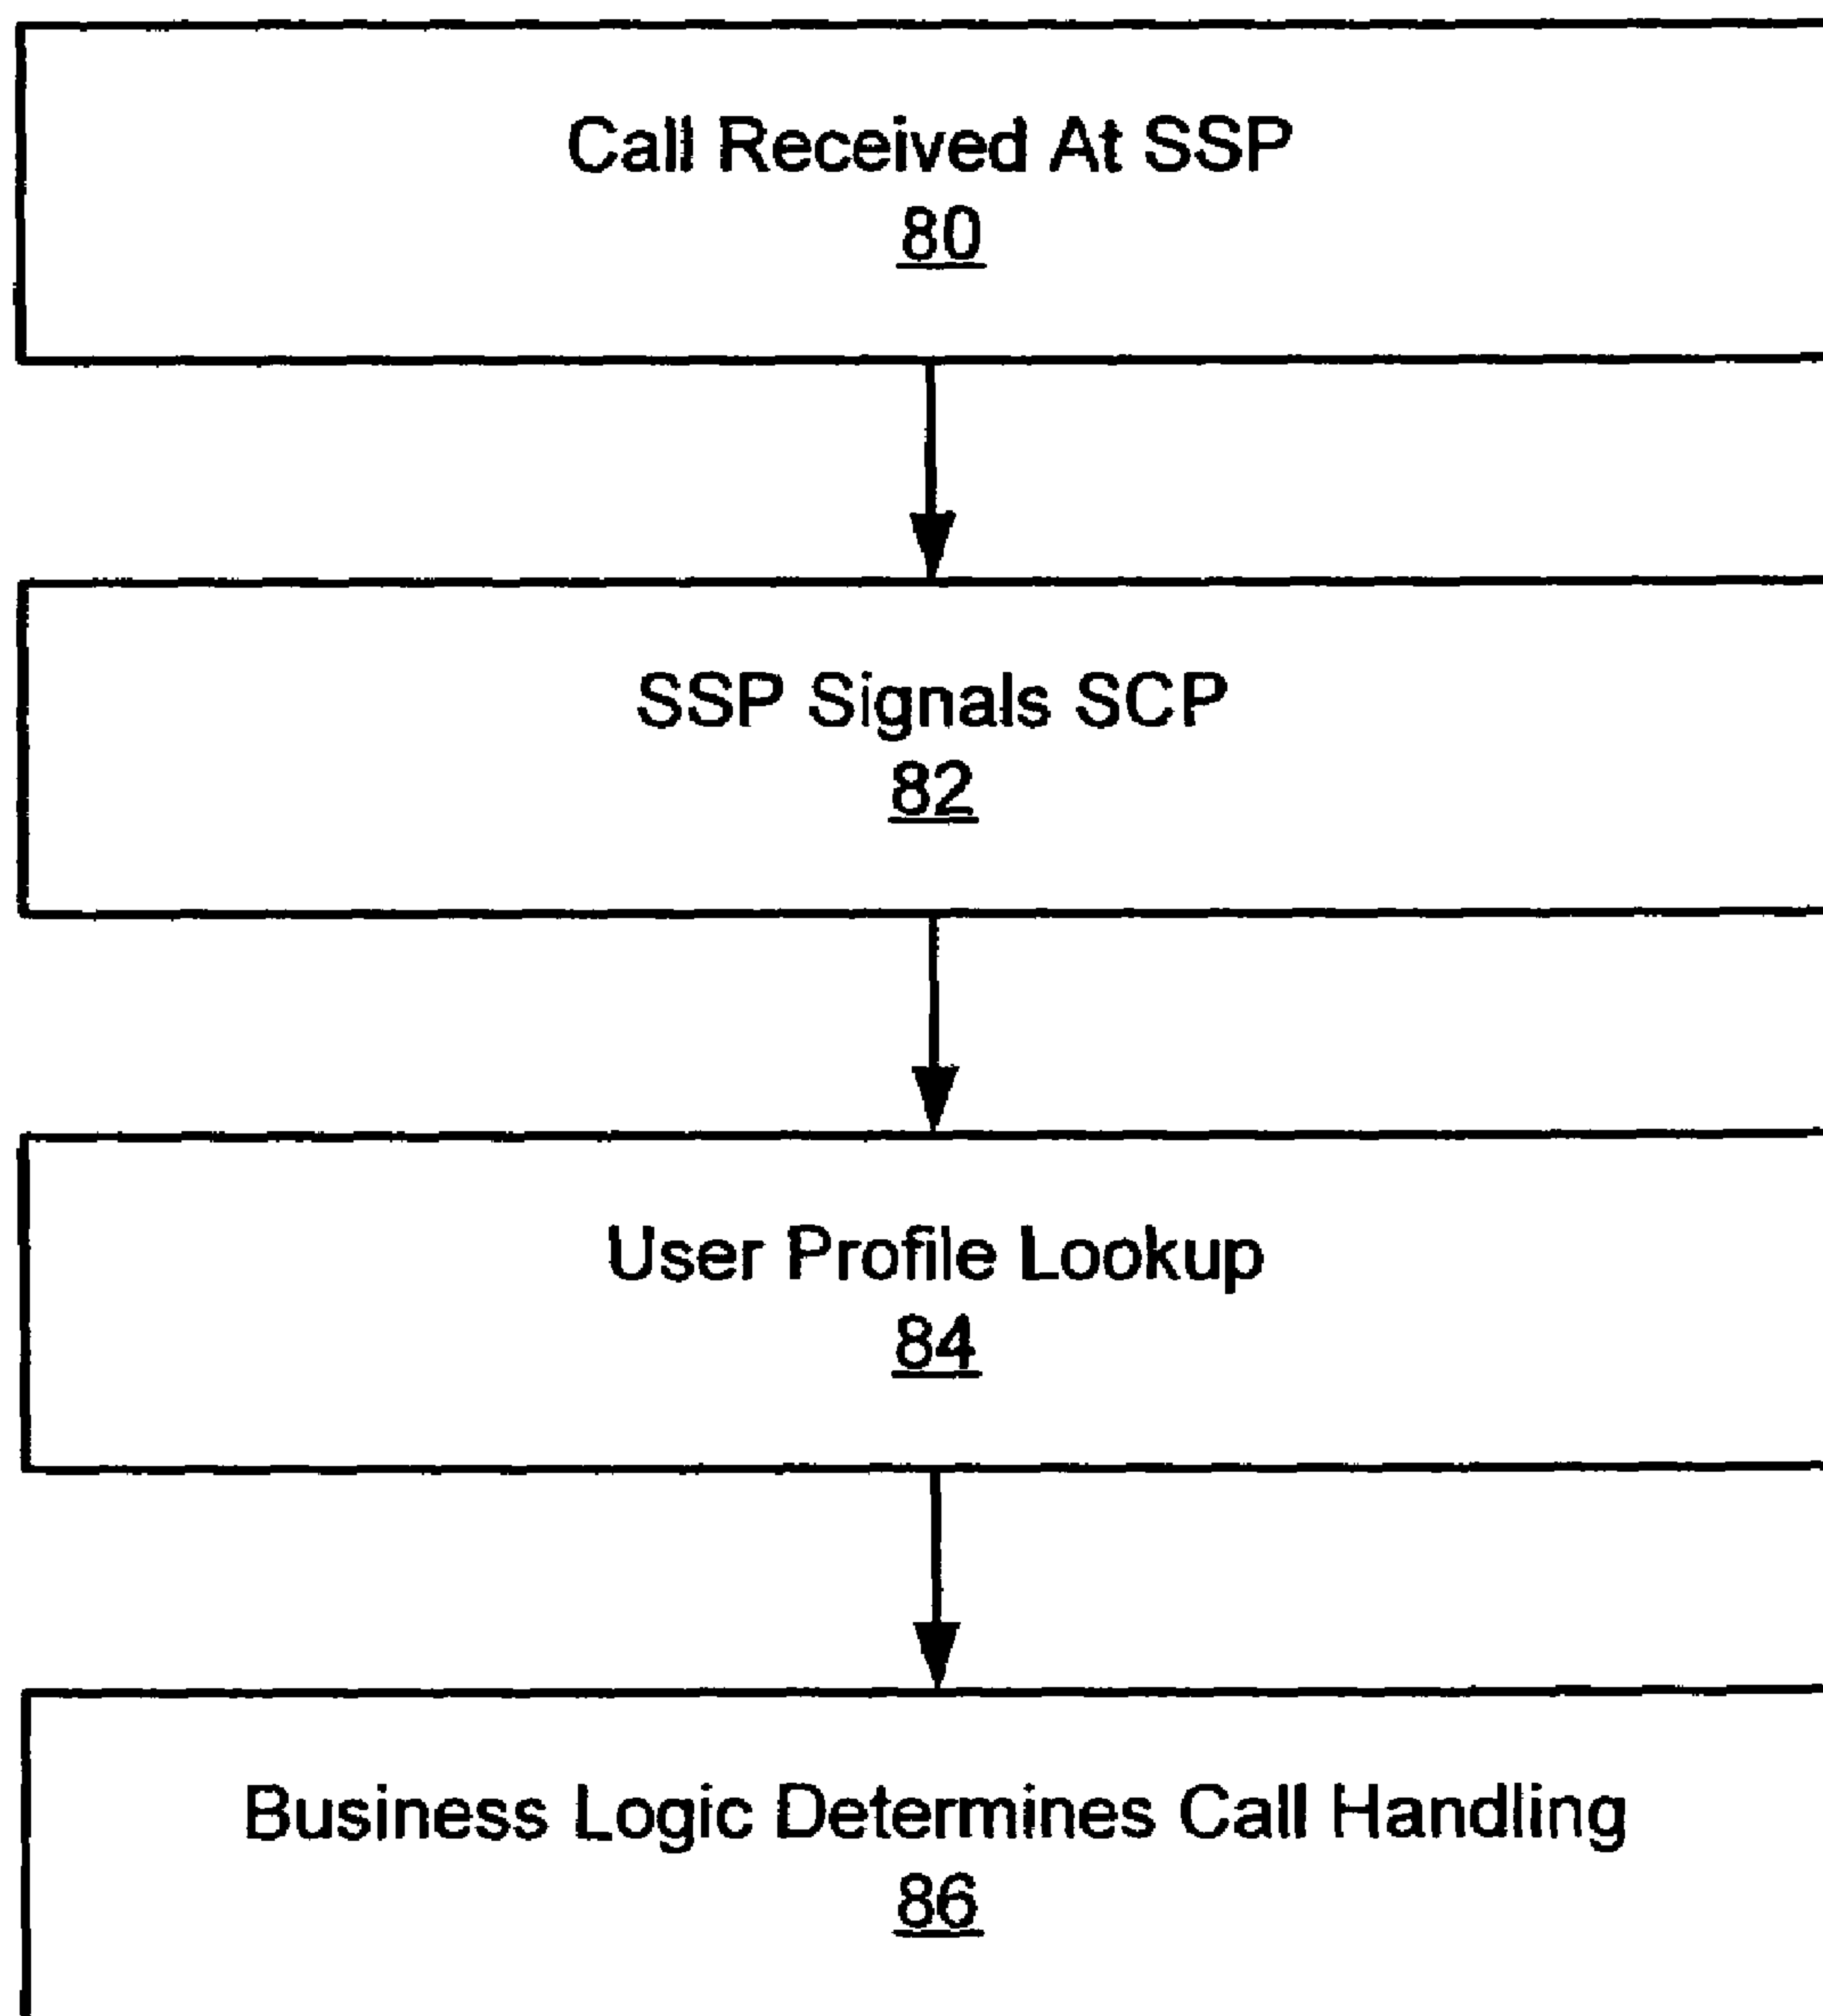 Call Received At SSP
80
SSP Signals SCP
82
User Profile Lookup
84
Business Logic Determines Call Handling
86